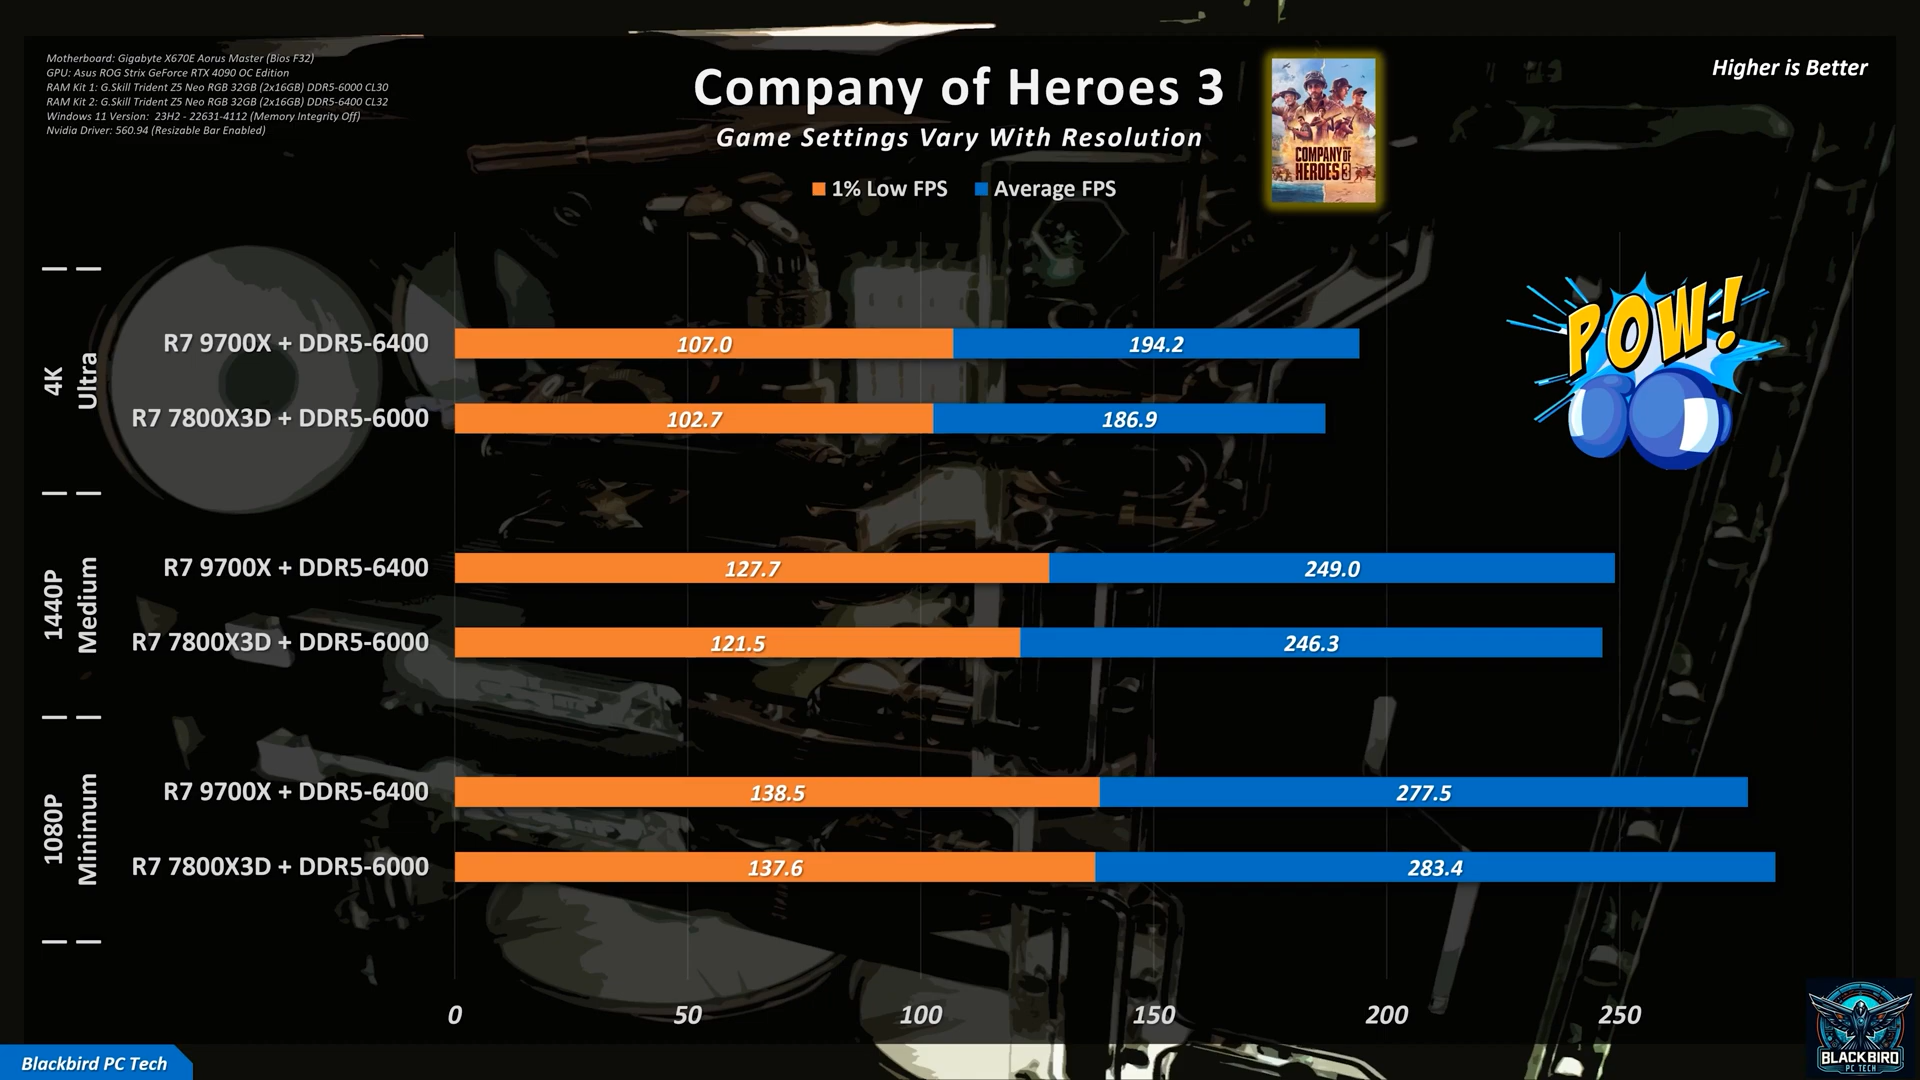 Motherboard: Gigabyte X670E Aorus Master (Bios F32)
GPU: Asus ROG Strix GeForce RTX 4090 OC Edition
RAM Kit 1: G.Skill Trident Z5 Neo RGB 32GB (2x16GB) DDR5-6000 CL30
RAM Kit 2: G.Skill Trident Z5 Neo RGB 32GB (2x16GB) DDR5-6400 CL32
Windows 11 Version: 23H2 - 22631-4112 (Memory Integrity Off)
Nvidia Driver: 560.94 (Resizable Bar Enabled)
Company of Heroes 3
Game Settings Vary With Resolution
1% Low FPS Average FPS
COMPANY OF
HEROES 3
Higher is Better
POW!
4K
Ultra
R7 9700X + DDR5-6400 107.0 194.2
R7 7800X3D + DDR5-6000 102.7 186.9
1440P
Medium
R7 9700X + DDR5-6400 127.7 249.0
R7 7800X3D + DDR5-6000 121.5 246.3
1080P
Minimum
R7 9700X + DDR5-6400 138.5 277.5
R7 7800X3D + DDR5-6000 137.6 283.4
0 50 100 150 200 250
Blackbird PC Tech
BLACKBIRD
PC TECH